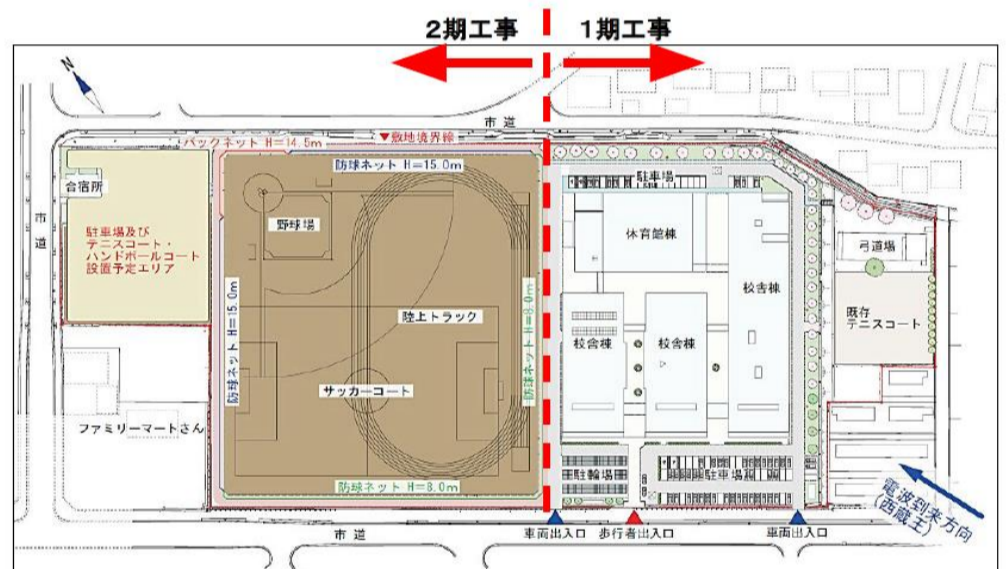 2期工事
1期工事
N
市道
▼敷地境界線
バックネット H=14.5m
防球ネット H=15.0m
駐車場
合宿所
野球場
体育館棟
弓道場
市道
駐車場及び
テニスコート・
ハンドボールコート
設置予定エリア
防球ネット H=15.0m
陸上トラック
防球ネット H=8.0m
校舎棟
校舎棟
校舎棟
既存
テニスコート
サッカーコート
ファミリーマートさん
防球ネット H=8.0m
駐輪場
駐車場
電波到来方向
(西蔵王)
市道
車両出入口
歩行者出入口
車両出入口